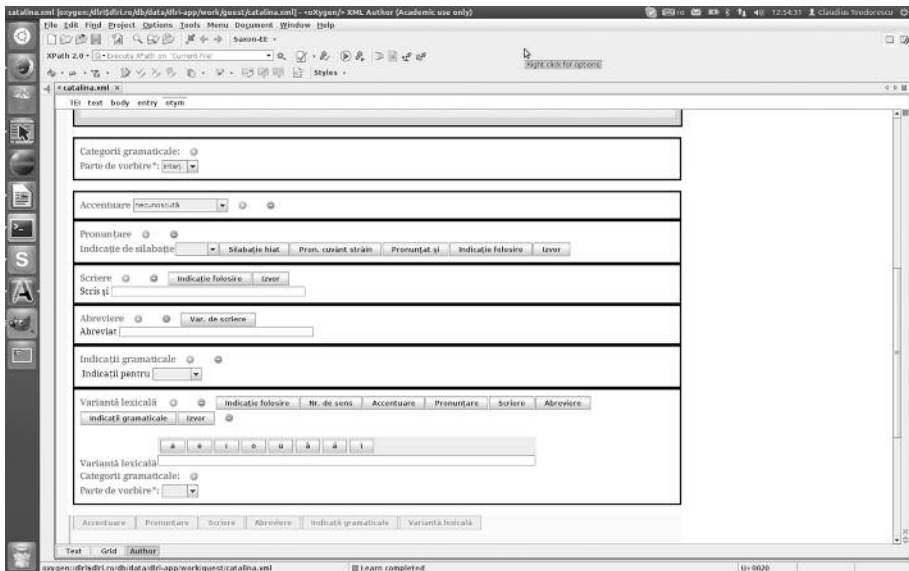 catalina.xml [oxygen:/dlri$dlri.ro/db/data/dlri-app/work/guest/catalina.xml] - <oXygen/> XML Author (Academic use only) 12:54:31 Claudius Teodorescu
File Edit Find Project Options Tools Menu Document Window Help
Saxon-EE
XPath 2.0 Execute XPath on 'Current File'
Right click for options
Styles
catalina.xml
TEI text body entry etym
Categorii gramaticale:
Parte de vorbire*: interj.
Accentuare necunoscută
Pronunțare
Indicație de silabație Silabație hiat Pron. cuvânt străin Pronunțat și Indicație folosire Izvor
Scriere Indicație folosire Izvor
Scris și
Abreviere Var. de scriere
Abreviat
Indicații gramaticale
Indicații pentru
Variantă lexicală Indicație folosire Nr. de sens Accentuare Pronunțare Scriere Abreviere
Indicații gramaticale Izvor
Variantă lexicală
Categorii gramaticale:
Parte de vorbire*:
Accentuare Pronunțare Scriere Abreviere Indicații gramaticale Variantă lexicală
Text Grid Author
oxygen:/dlri$dlri.ro/db/data/dlri-app/work/guest/catalina.xml Learn completed U+0020